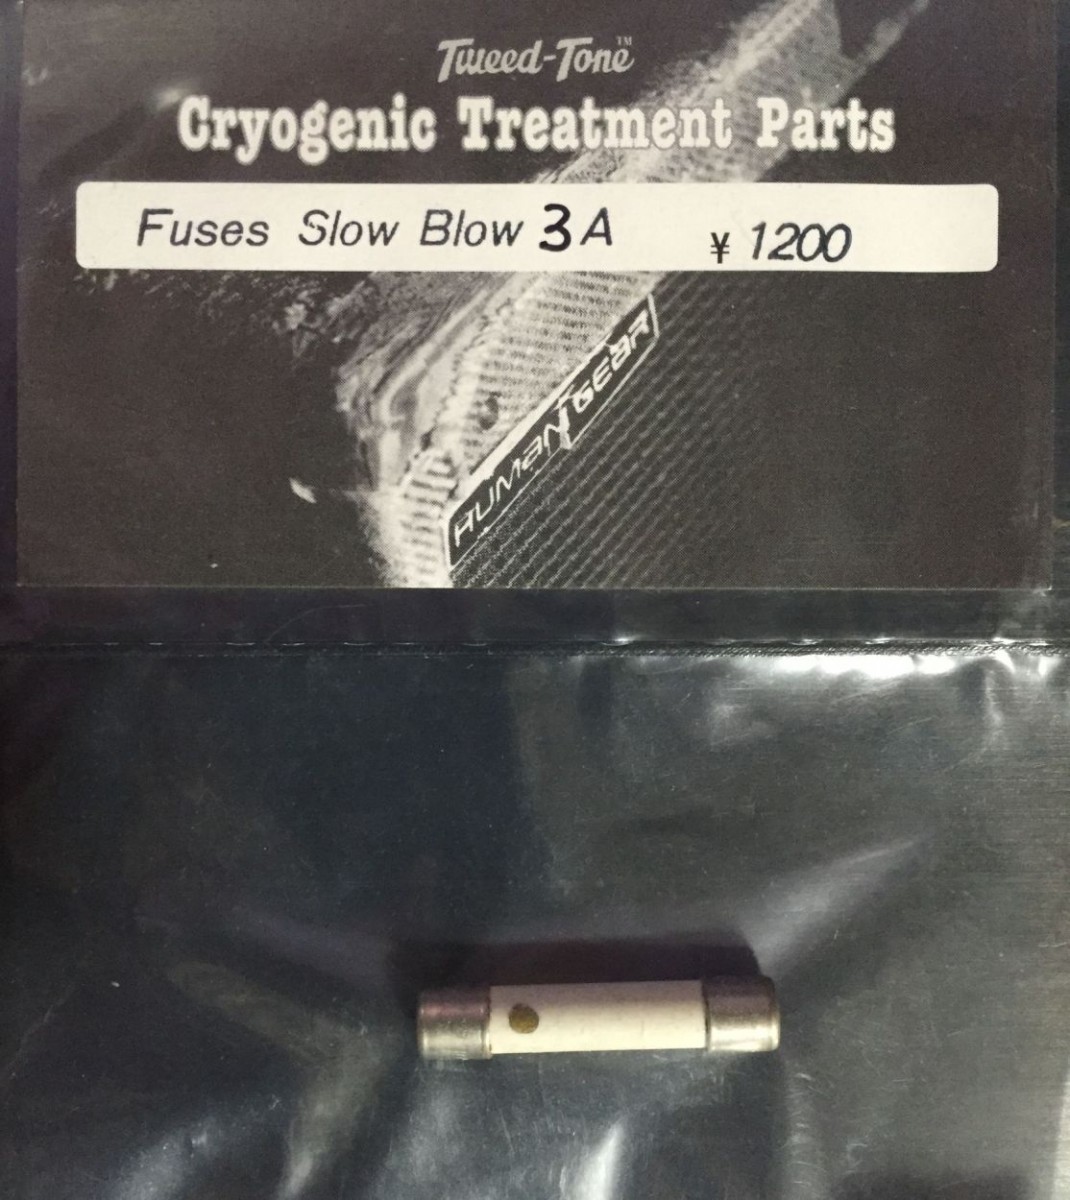 Tweed-Tone™
Cryogenic Treatment Parts
Fuses Slow Blow 3A ¥ 1200
HUMAN GEAR